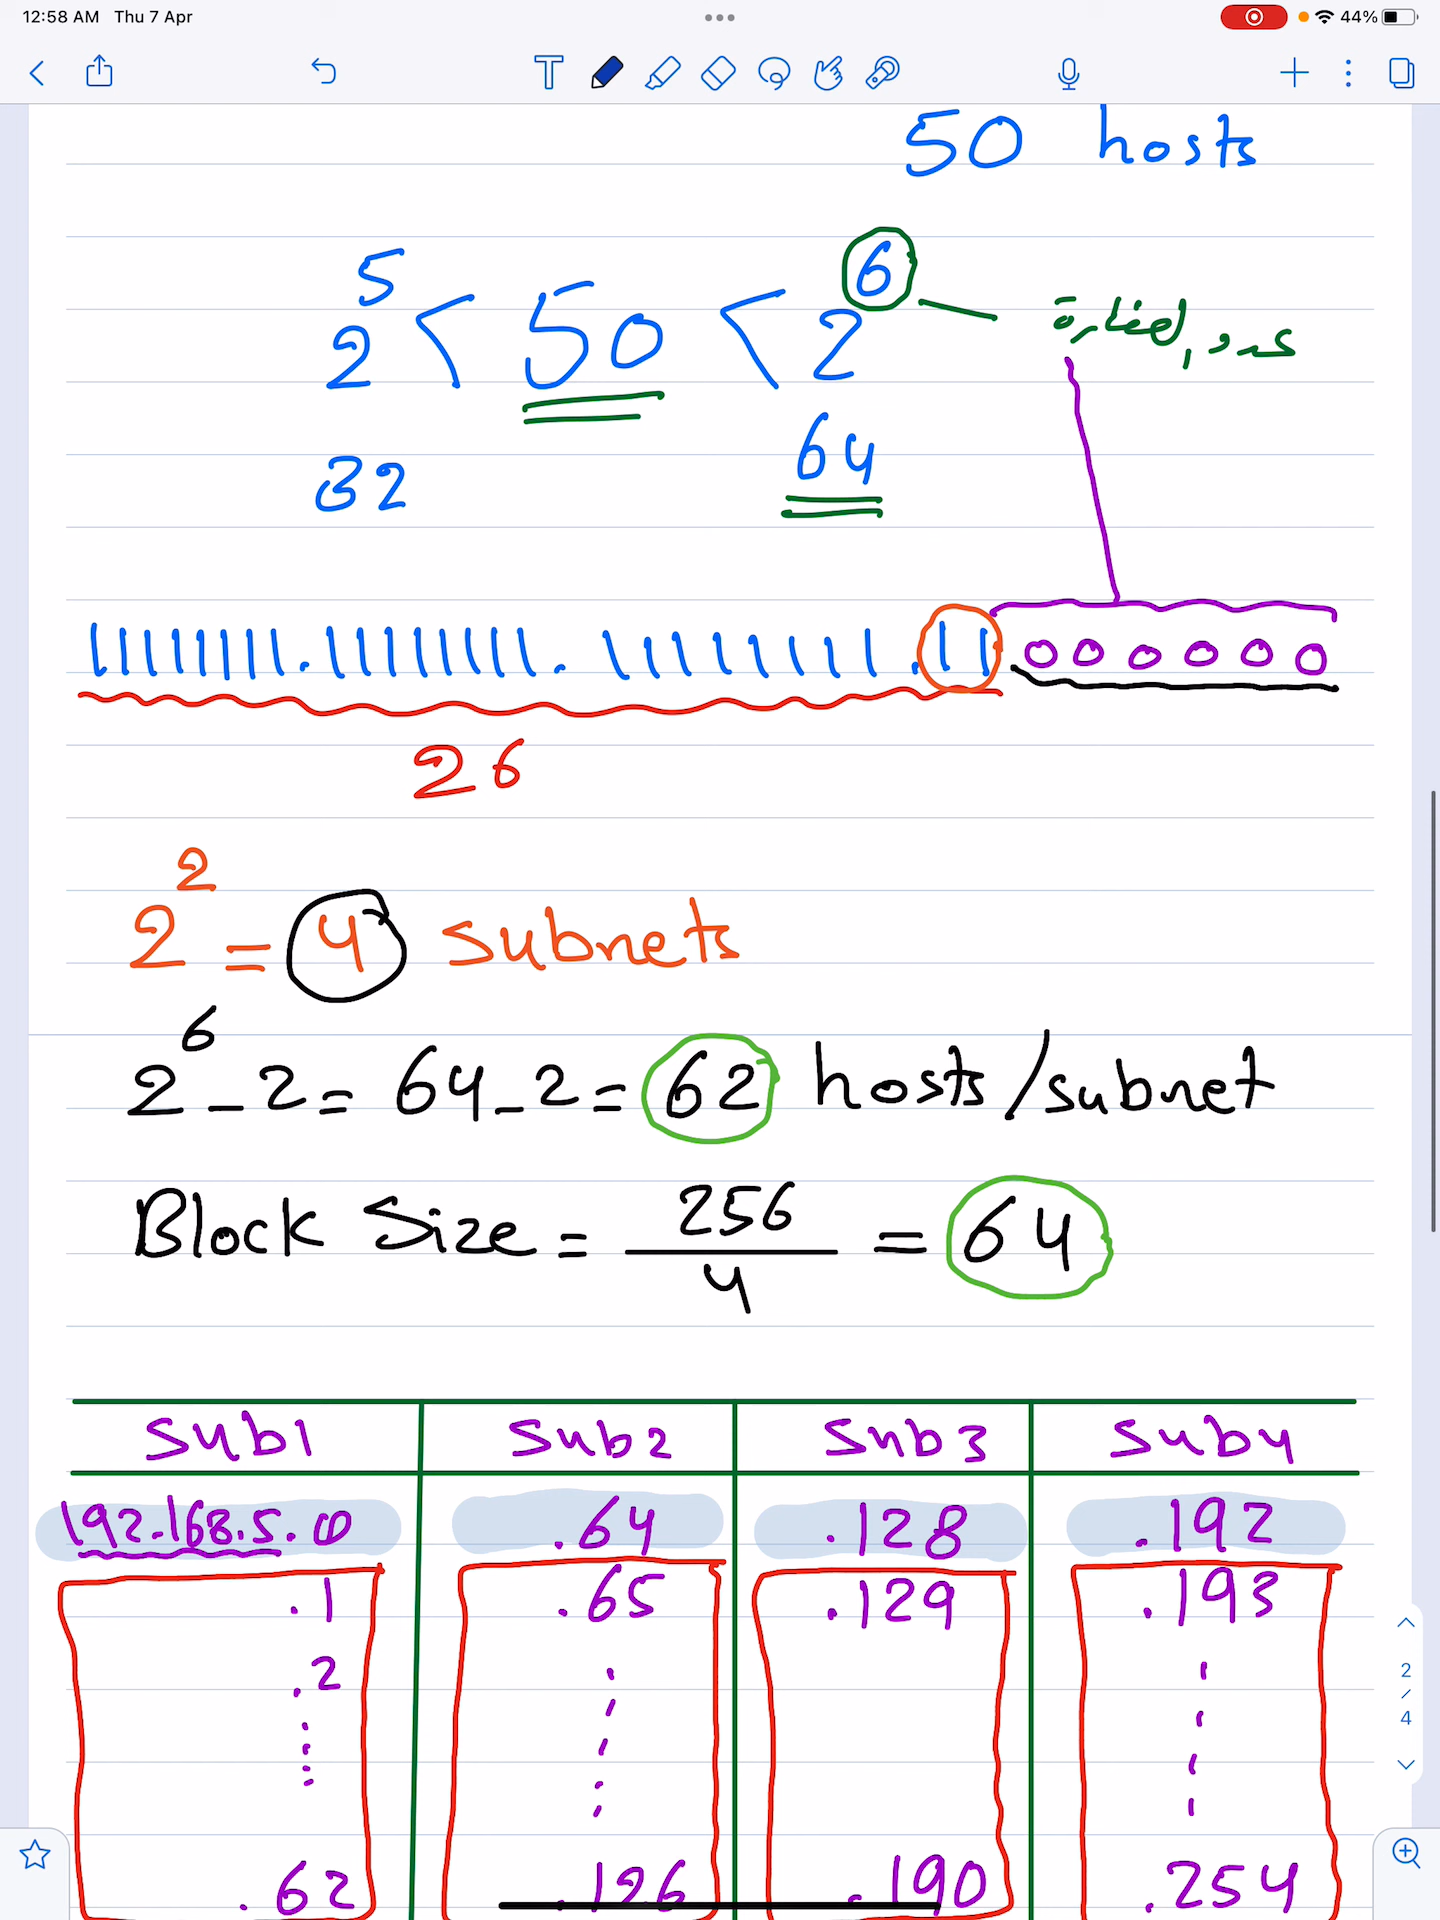 12:58 AM Thu 7 Apr
44%
50 hosts
2^5 < 50 < 2^6
عدد الأصفار
32 64
11111111.11111111.11111111.11 000000
26
2^2 = 4 subnets
2^6 - 2 = 64 - 2 = 62 hosts/subnet
Block Size = 256/4 = 64
Sub1 Sub2 Sub3 Sub4
192.168.5.0 .64 .128 .192
.1 .65 .129 .193
.2
.62 .126 .190 .254
2/4